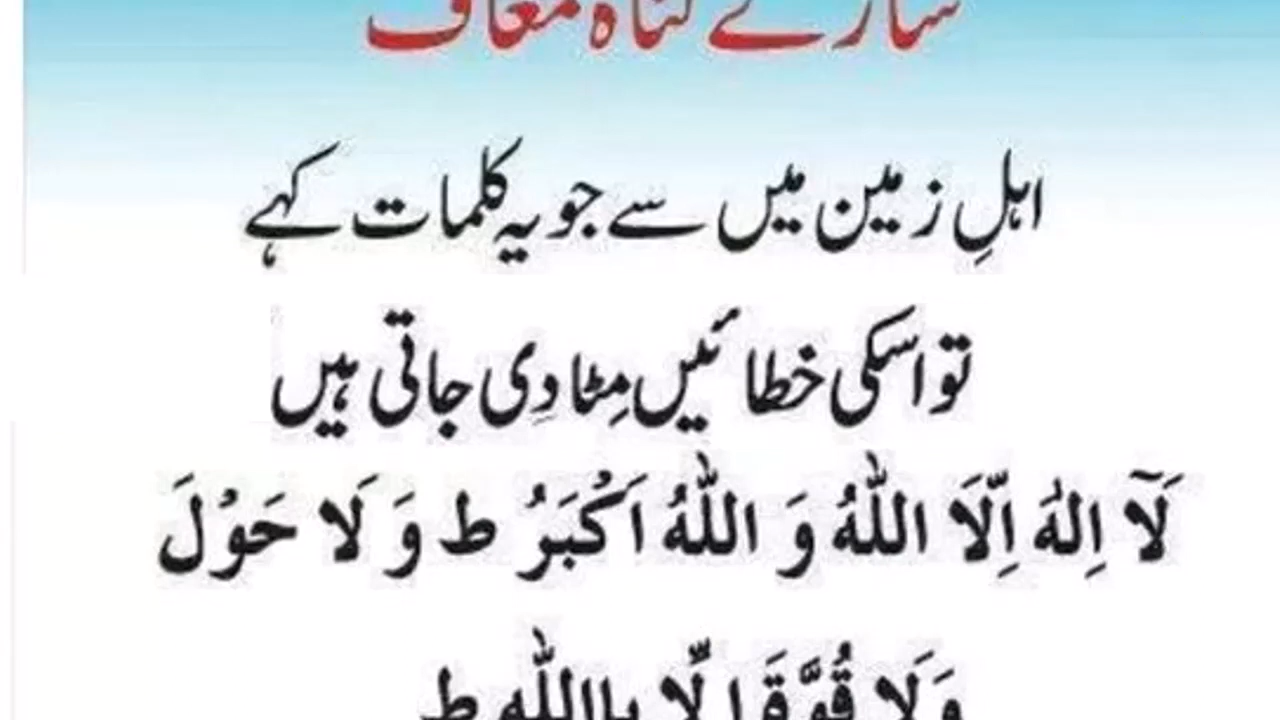 سارے گناہ معاف
اہلِ زمین میں سے جو یہ کلمات کہے
تو اسکی خطائیں مِٹا دِی جاتی ہیں
لَآ اِلٰهَ اِلَّا اللّٰهُ وَ اللّٰهُ اَكْبَرُ ط وَ لَا حَوْلَ
وَلَا قُوَّةَ اِلَّا بِاللّٰهِ ط